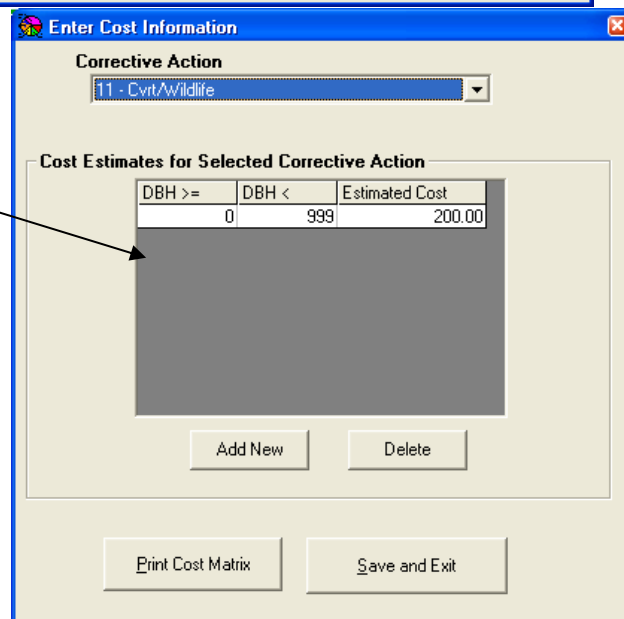 Enter Cost Information
Corrective Action
11 - Cvrt/Wildlife
Cost Estimates for Selected Corrective Action
DBH >= DBH < Estimated Cost
0 999 200.00
Add New Delete
Print Cost Matrix Save and Exit